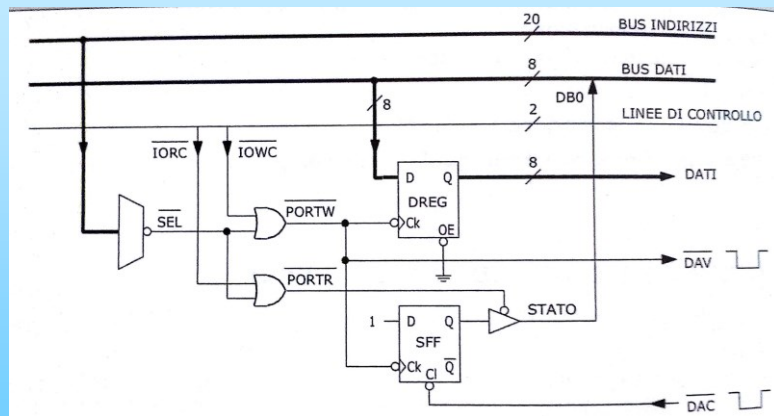 20
BUS INDIRIZZI
8
BUS DATI
8
DB0
2
LINEE DI CONTROLLO
IORC
IOWC
8
D
Q
DATI
DREG
SEL
PORTW
Ck
OE
DAV
PORTR
STATO
1
D
Q
SFF
Ck
Q
Cl
DAC